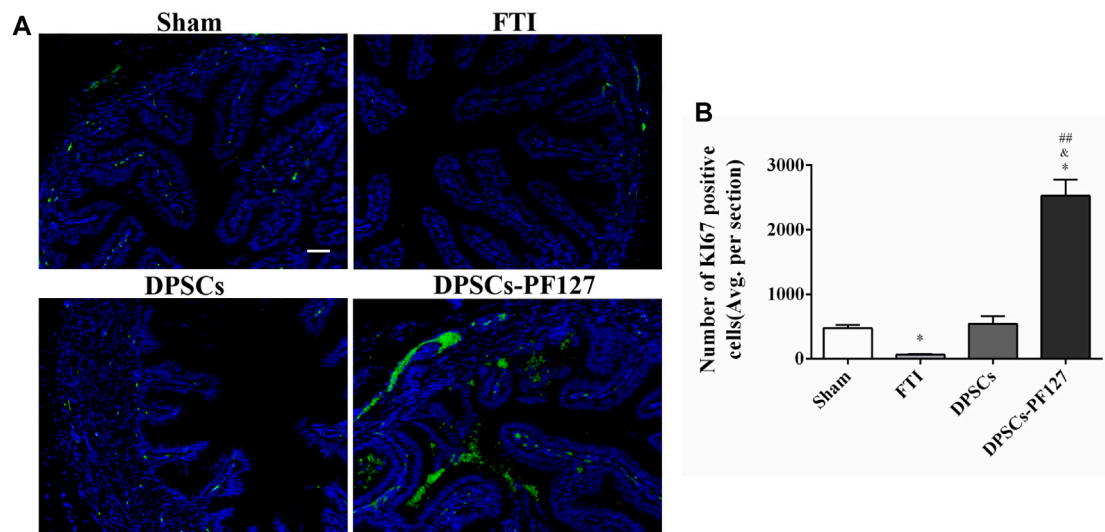 A
Sham
FTI
DPSCs
DPSCs-PF127
B
Number of KI67 positive
cells(Avg. per section)
3000
2000
1000
0
##
&
*
*
Sham
FTI
DPSCs
DPSCs-PF127